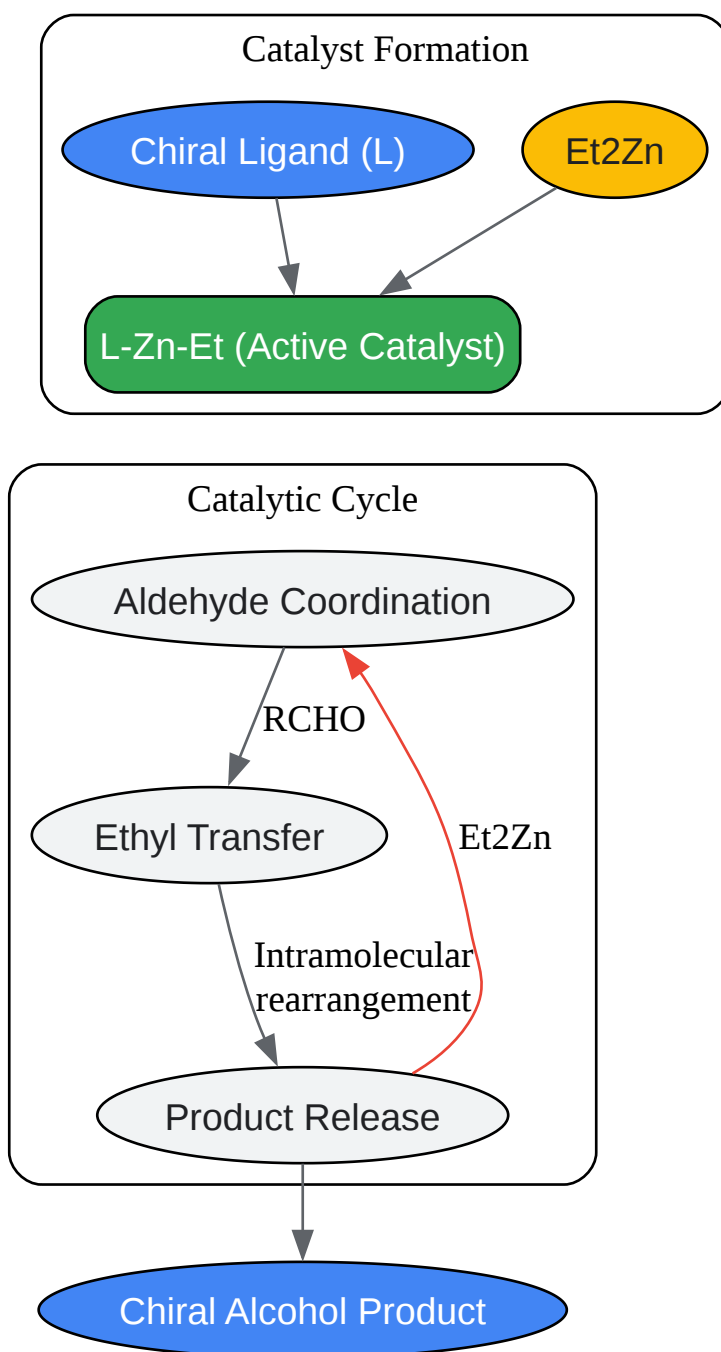 Catalyst Formation
Chiral Ligand (L)
Et2Zn
L-Zn-Et (Active Catalyst)
Catalytic Cycle
Aldehyde Coordination
RCHO
Ethyl Transfer
Et2Zn
Intramolecular
rearrangement
Product Release
Chiral Alcohol Product